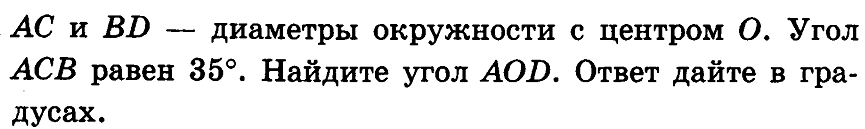 AC и BD — диаметры окружности с центром O. Угол
ACB равен 35°. Найдите угол AOD. Ответ дайте в гра-
дусах.